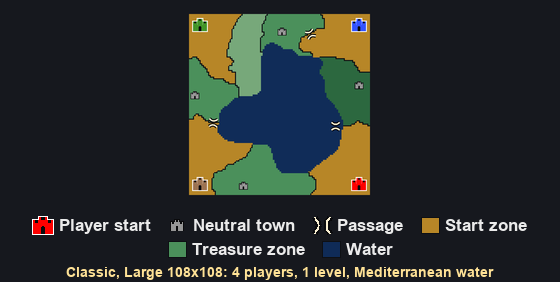 Player start Neutral town Passage Start zone
Treasure zone Water
Classic, Large 108x108: 4 players, 1 level, Mediterranean water